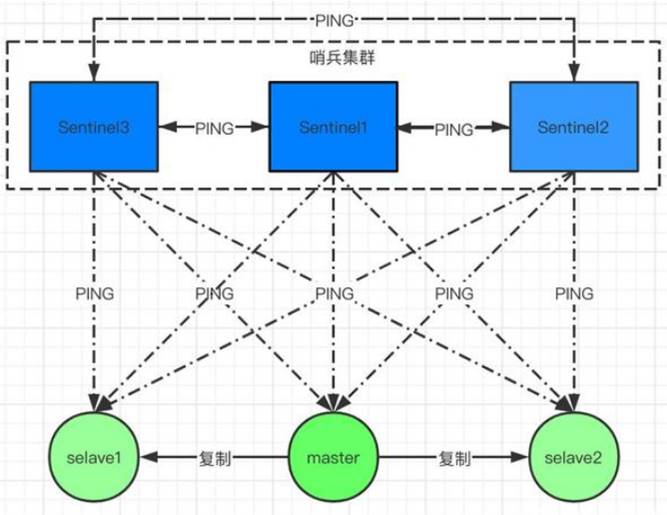 PING
哨兵集群
Sentinel3
PING
Sentinel1
PING
Sentinel2
PING
PING
PING
PING
PING
selave1
复制
master
复制
selave2